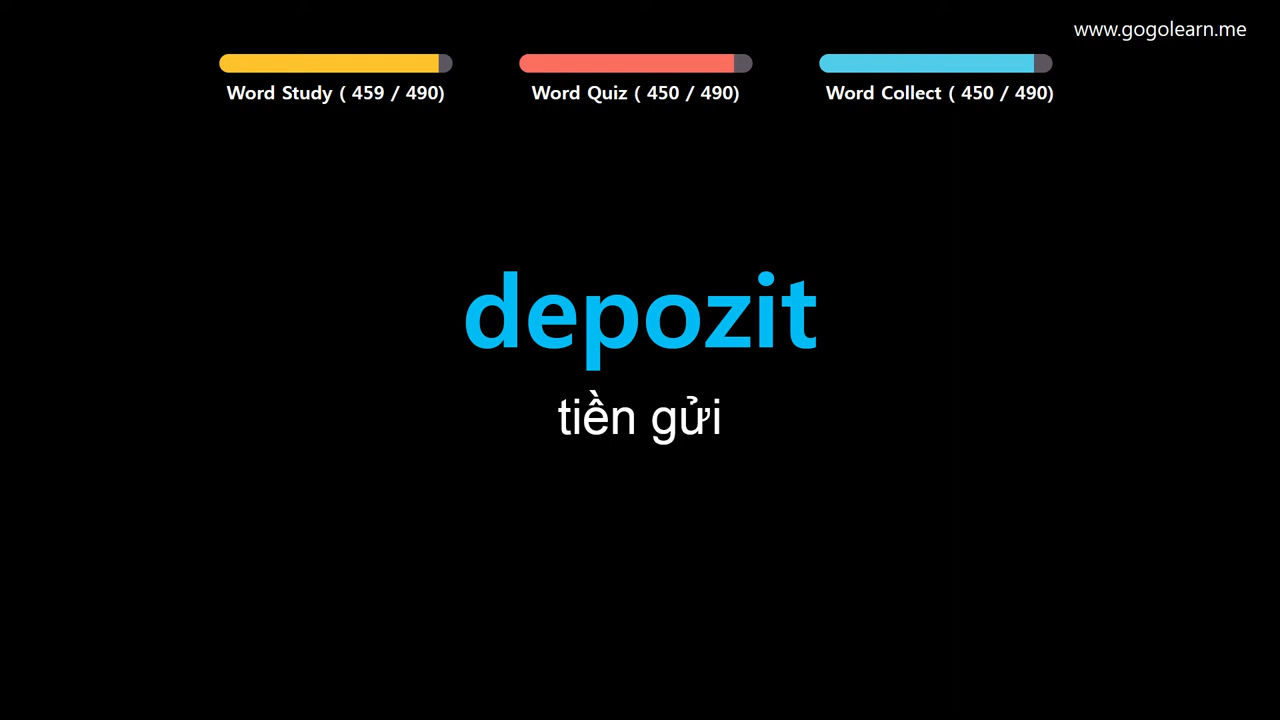 www.gogolearn.me
Word Study ( 459 / 490)
Word Quiz ( 450 / 490)
Word Collect ( 450 / 490)
depozit
tiền gửi